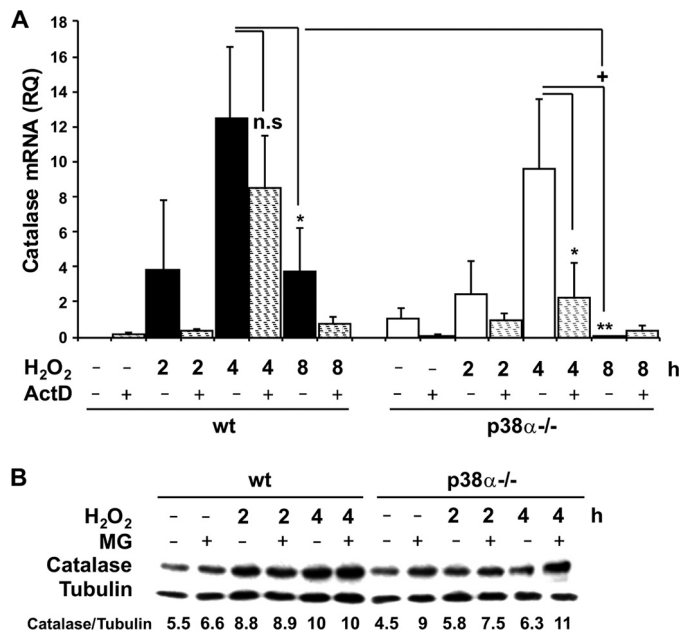 A
Catalase mRNA (RQ)
18
16
14
12
10
8
6
4
2
0
n.s
*
+
*
**
H2O2 – – 2 2 4 4 8 8 – – 2 2 4 4 8 8 h
ActD – + – + – + – + – + – + – + – +
wt p38α-/-
B
wt p38α-/-
H2O2 – – 2 2 4 4 – – 2 2 4 4 h
MG – + – + – + – + – + – +
Catalase
Tubulin
Catalase/Tubulin 5.5 6.6 8.8 8.9 10 10 4.5 9 5.8 7.5 6.3 11